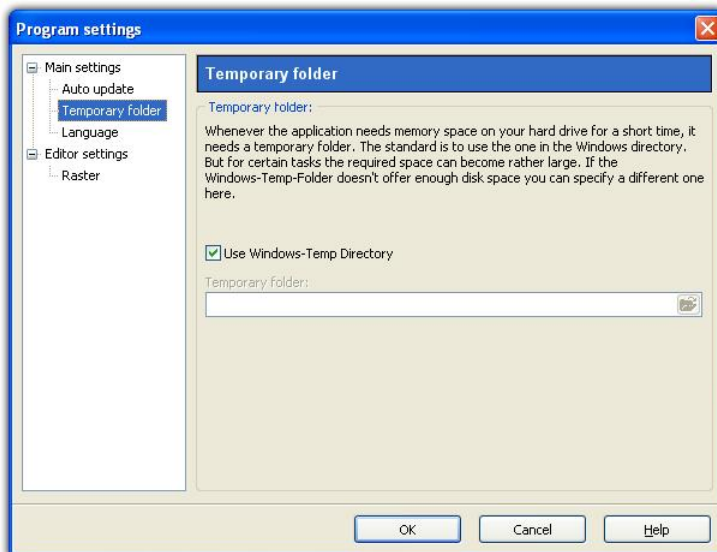 Program settings
Main settings
Auto update
Temporary folder
Language
Editor settings
Raster
Temporary folder
Temporary folder:
Whenever the application needs memory space on your hard drive for a short time, it
needs a temporary folder. The standard is to use the one in the Windows directory.
But for certain tasks the required space can become rather large. If the
Windows-Temp-Folder doesn't offer enough disk space you can specify a different one
here.
Use Windows-Temp Directory
Temporary folder:
OK
Cancel
Help